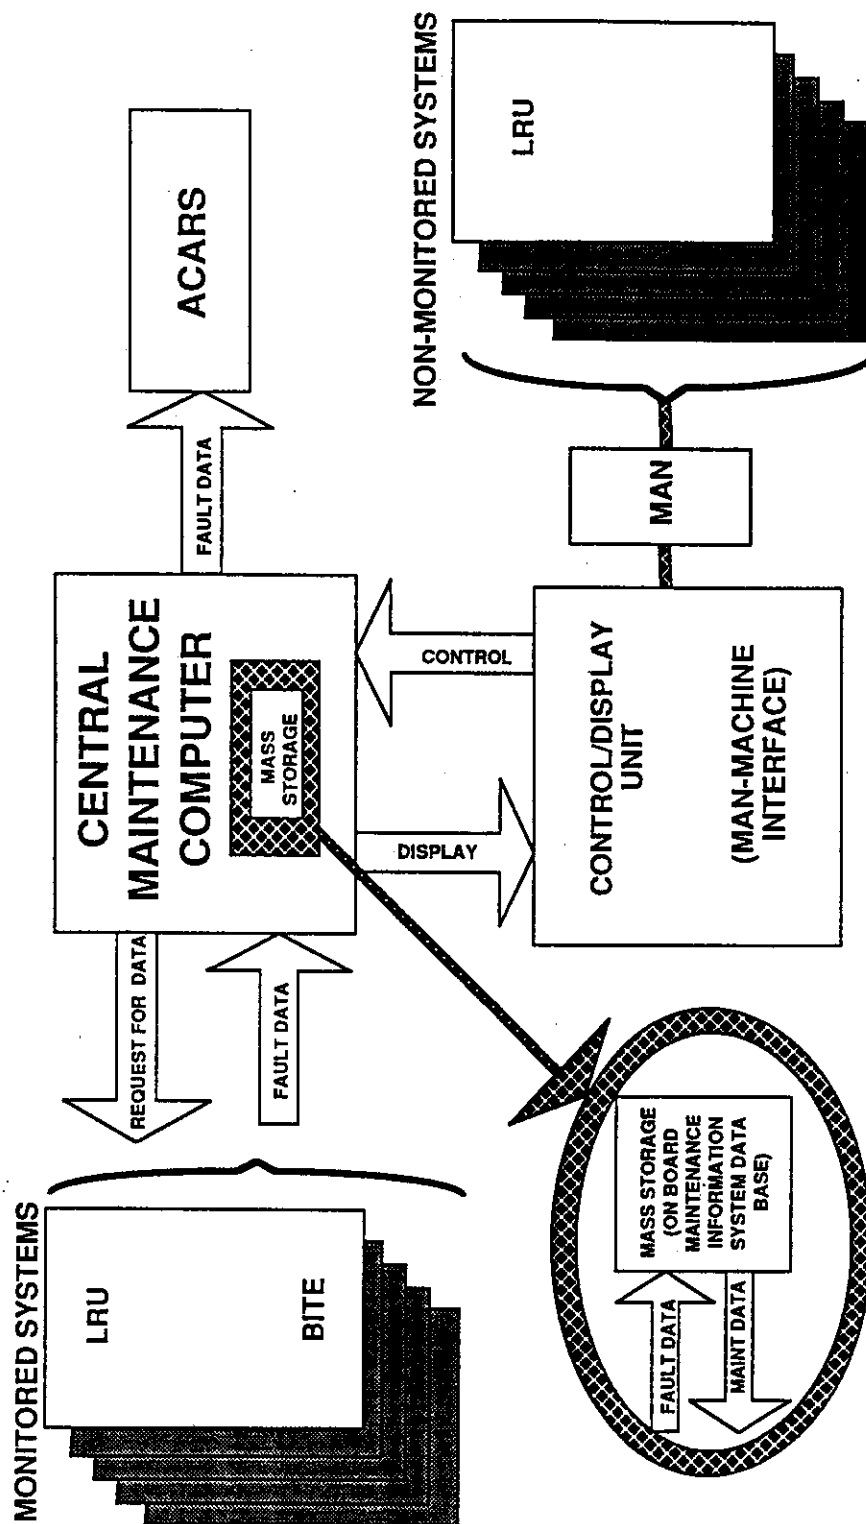 MONITORED SYSTEMS
LRU
BITE
REQUEST FOR DATA
FAULT DATA
CENTRAL
MAINTENANCE
COMPUTER
MASS
STORAGE
FAULT DATA
ACARS
DISPLAY
CONTROL
CONTROL/DISPLAY
UNIT
(MAN-MACHINE
INTERFACE)
MAN
NON-MONITORED SYSTEMS
LRU
MASS STORAGE
(ON BOARD
MAINTENANCE
INFORMATION
SYSTEM DATA
BASE)
FAULT DATA
MAINT DATA